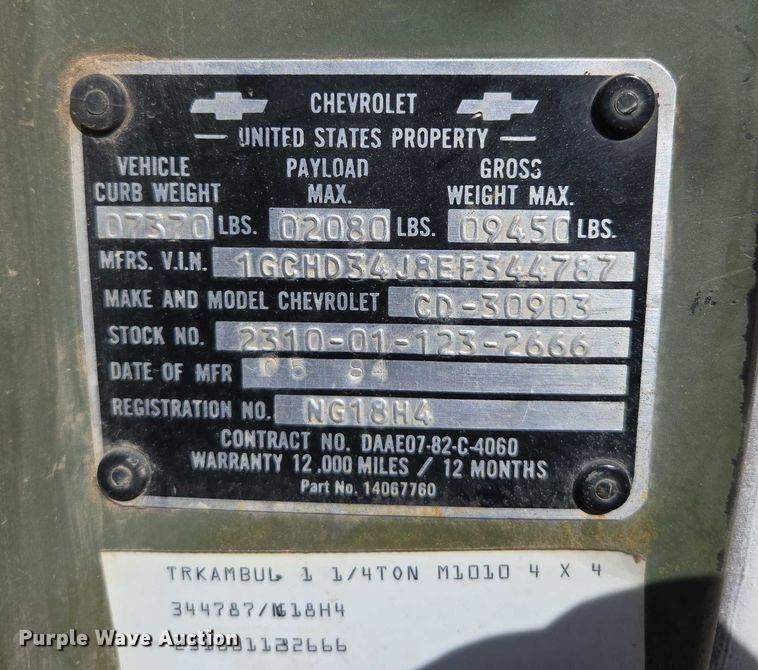 CHEVROLET
UNITED STATES PROPERTY
VEHICLE CURB WEIGHT PAYLOAD MAX. GROSS WEIGHT MAX.
07370 LBS. 02080 LBS. 09450 LBS.
MFRS. V.I.N. 1GCHD34J8EF344787
MAKE AND MODEL CHEVROLET CD-30903
STOCK NO. 2310-01-123-2666
DATE OF MFR 05 84
REGISTRATION NO. NG18H4
CONTRACT NO. DAAE07-82-C-4060
WARRANTY 12,000 MILES / 12 MONTHS
Part No. 14067760
TRKAMBUL 1 1/4TON M1010 4 X 4
344787/NG18H4
Purple Wave Auction